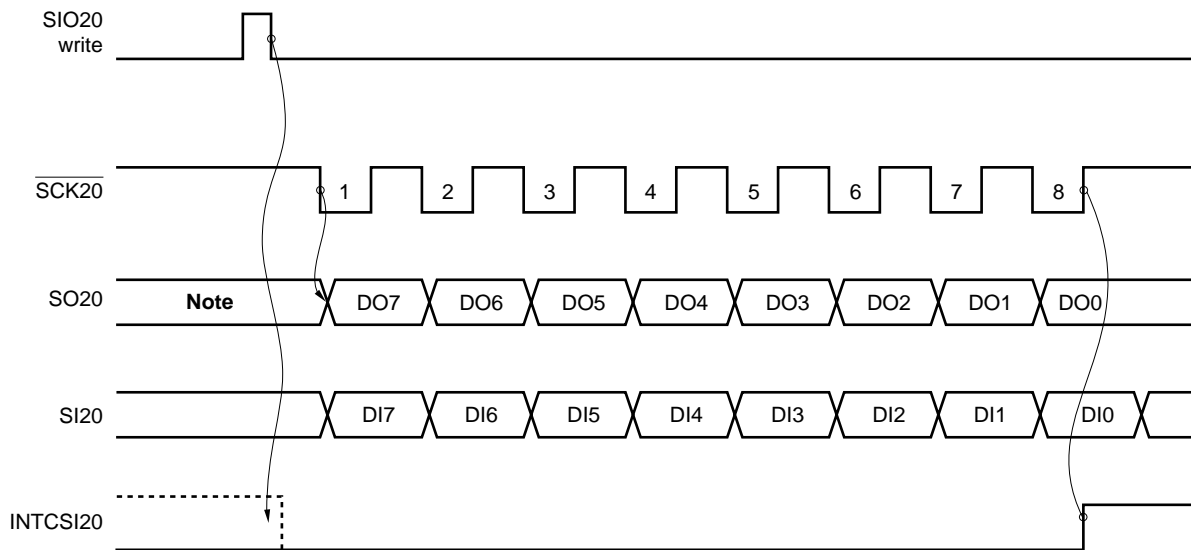 SIO20
write
SCK20
1 2 3 4 5 6 7 8
SO20
Note DO7 DO6 DO5 DO4 DO3 DO2 DO1 DO0
SI20
DI7 DI6 DI5 DI4 DI3 DI2 DI1 DI0
INTCSI20